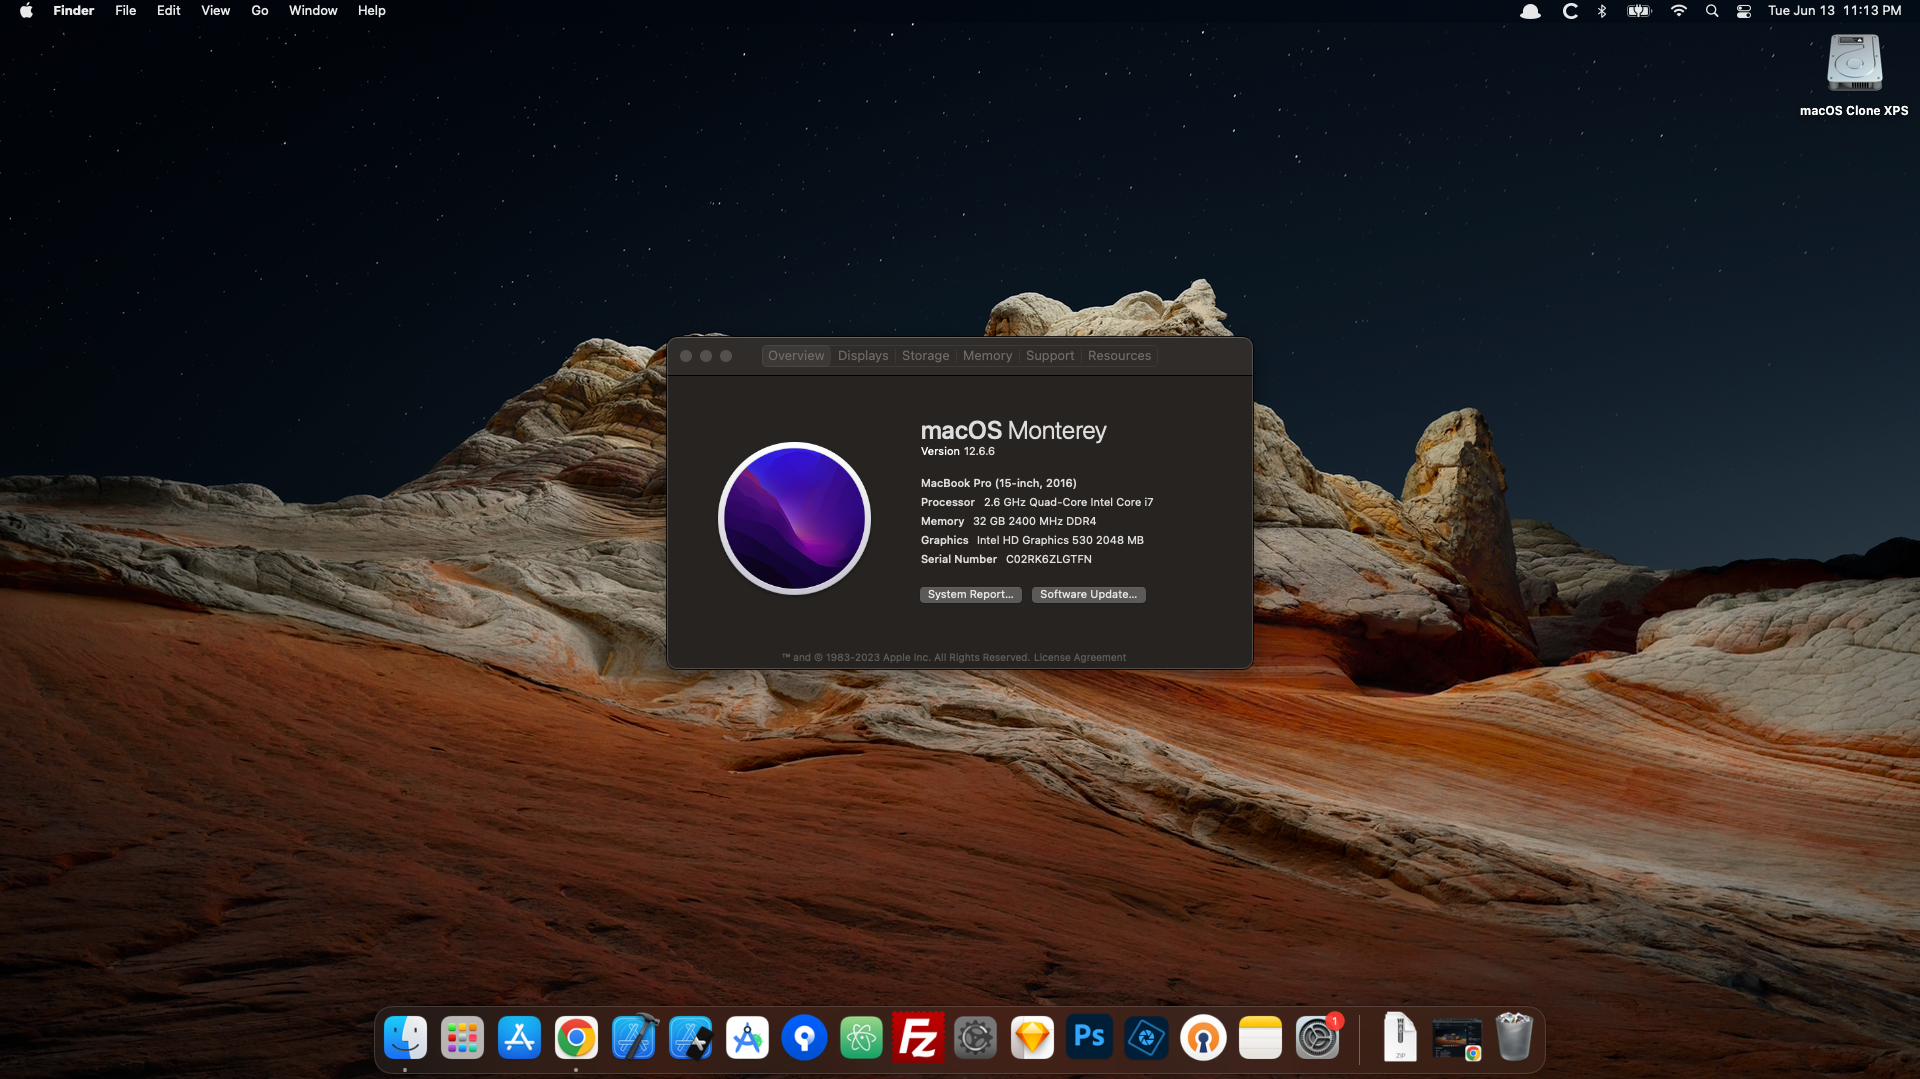 Finder File Edit View Go Window Help
Tue Jun 13 11:13 PM
macOS Clone XPS
Overview Displays Storage Memory Support Resources
macOS Monterey
Version 12.6.6
MacBook Pro (15-inch, 2016)
Processor 2.6 GHz Quad-Core Intel Core i7
Memory 32 GB 2400 MHz DDR4
Graphics Intel HD Graphics 530 2048 MB
Serial Number C02RK6ZLGTFN
System Report... Software Update...
™ and © 1983-2023 Apple Inc. All Rights Reserved. License Agreement
Fz
Ps
1
ZIP